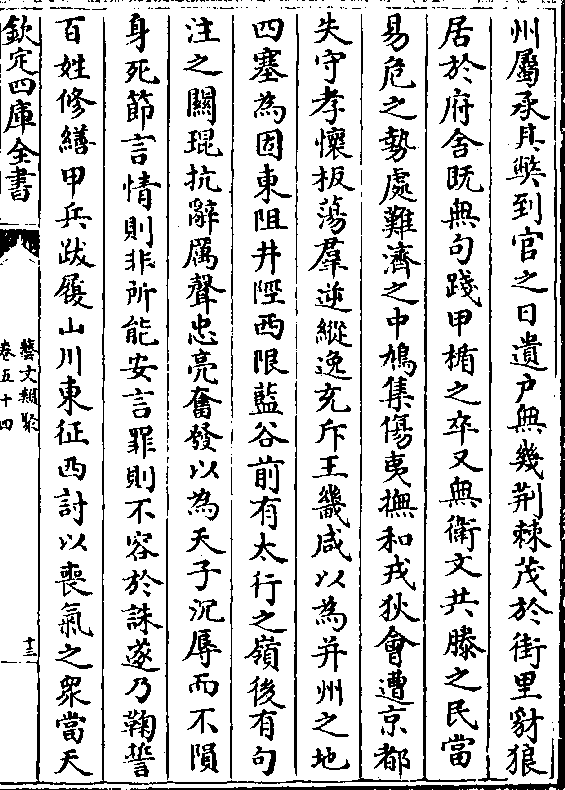 州屬承其獘到官之日遺户無幾荆棘茂於街里豺狼
居於府舍既無句踐甲楯之卒又無衛文共滕之民當
易危之勢處難濟之中鳩集傷夷撫和戎狄會遭京都
失守孝懷板蕩羣逆縱逸充斥王畿咸以為并州之地
四塞為固東阻井陘西限藍谷前有太行之嶺後有句
注之關琨抗辭厲聲忠亮奮發以為天子沉辱而不隕
身死節言情則非所能安言罪則不容於誅遂乃鞠誓
百姓修繕甲兵跋履山川東征西討以喪氣之衆當天
欽定四庫全書
藝文類聚
卷五十四
十三